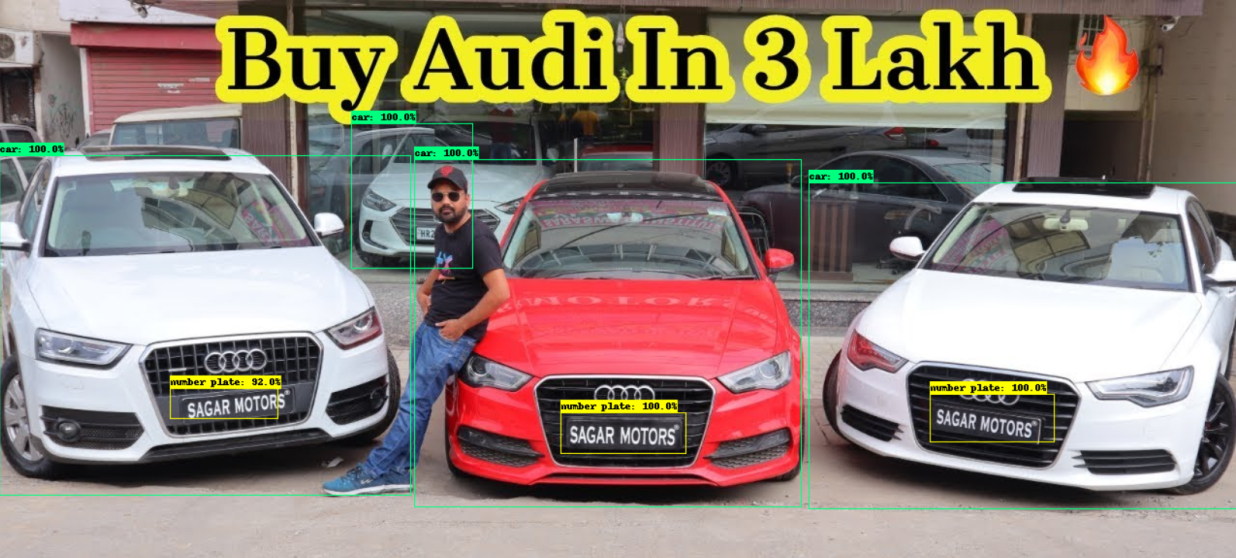 Buy Audi In 3 Lakh
car: 100.0%
car: 100.0%
car: 100.0%
car: 100.0%
number plate: 92.0%
SAGAR MOTORS
number plate: 100.0%
SAGAR MOTORS
number plate: 100.0%
SAGAR MOTORS